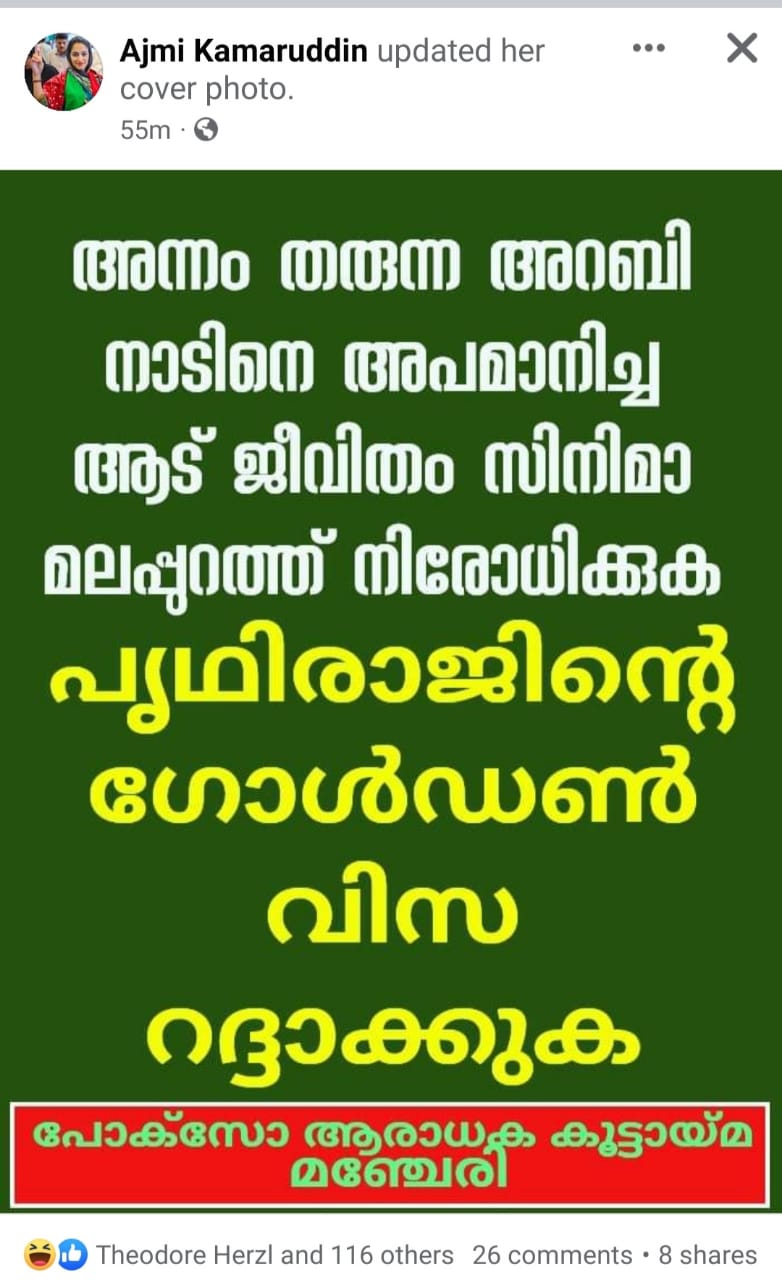 Ajmi Kamaruddin updated her
cover photo.
55m ·
അന്നം തരുന്ന അറബി
നാടിനെ അപമാനിച്ച
ആട് ജീവിതം സിനിമാ
മലപ്പുറത്ത് നിരോധിക്കുക
പൃഥിരാജിന്റെ
ഗോൾഡൺ
വിസ
റദ്ദാക്കുക
പോക്സോ ആരാധക കൂട്ടായ്മ
മഞ്ചേരി
Theodore Herzl and 116 others 26 comments • 8 shares